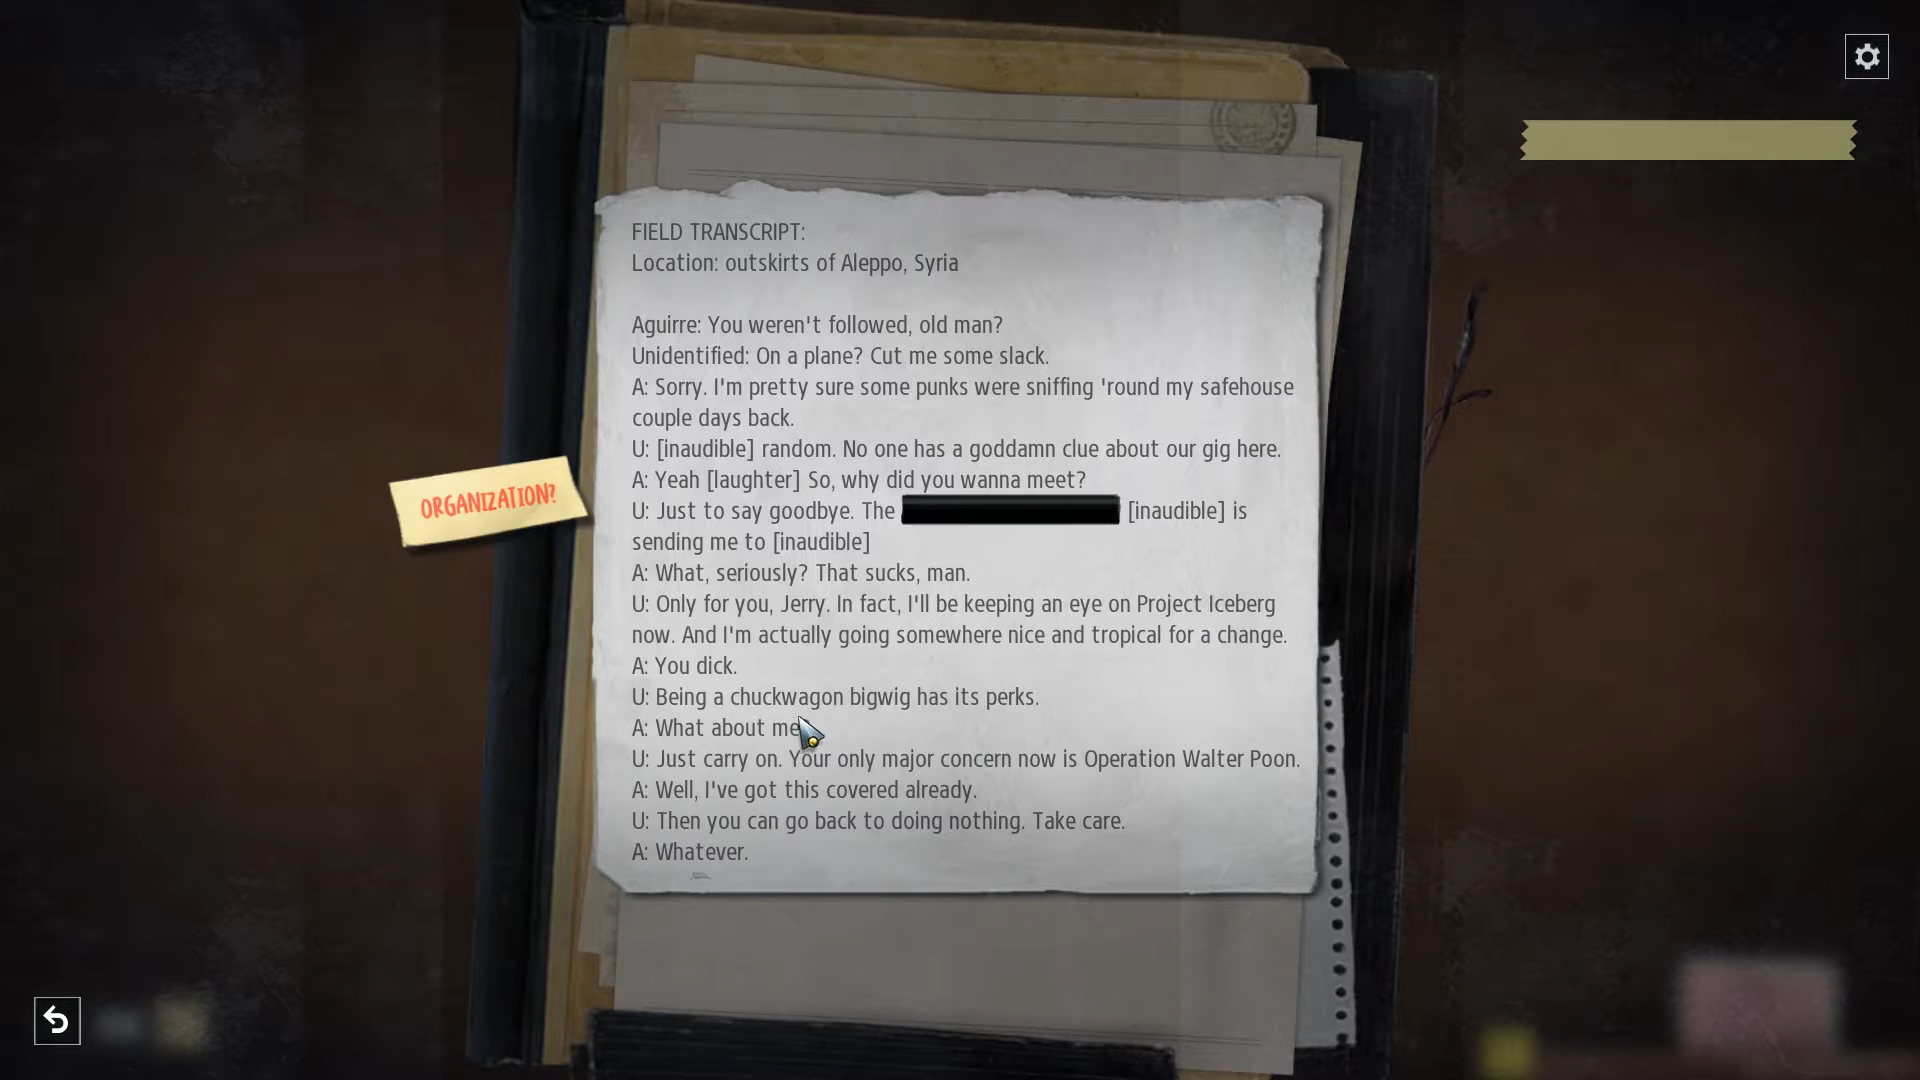 FIELD TRANSCRIPT:
Location: outskirts of Aleppo, Syria
Aguirre: You weren't followed, old man?
Unidentified: On a plane? Cut me some slack.
A: Sorry. I'm pretty sure some punks were sniffing 'round my safehouse
couple days back.
U: [inaudible] random. No one has a goddamn clue about our gig here.
A: Yeah [laughter] So, why did you wanna meet?
ORGANIZATION?
U: Just to say goodbye. The [inaudible] is
sending me to [inaudible]
A: What, seriously? That sucks, man.
U: Only for you, Jerry. In fact, I'll be keeping an eye on Project Iceberg
now. And I'm actually going somewhere nice and tropical for a change.
A: You dick.
U: Being a chuckwagon bigwig has its perks.
A: What about me
U: Just carry on. Your only major concern now is Operation Walter Poon.
A: Well, I've got this covered already.
U: Then you can go back to doing nothing. Take care.
A: Whatever.